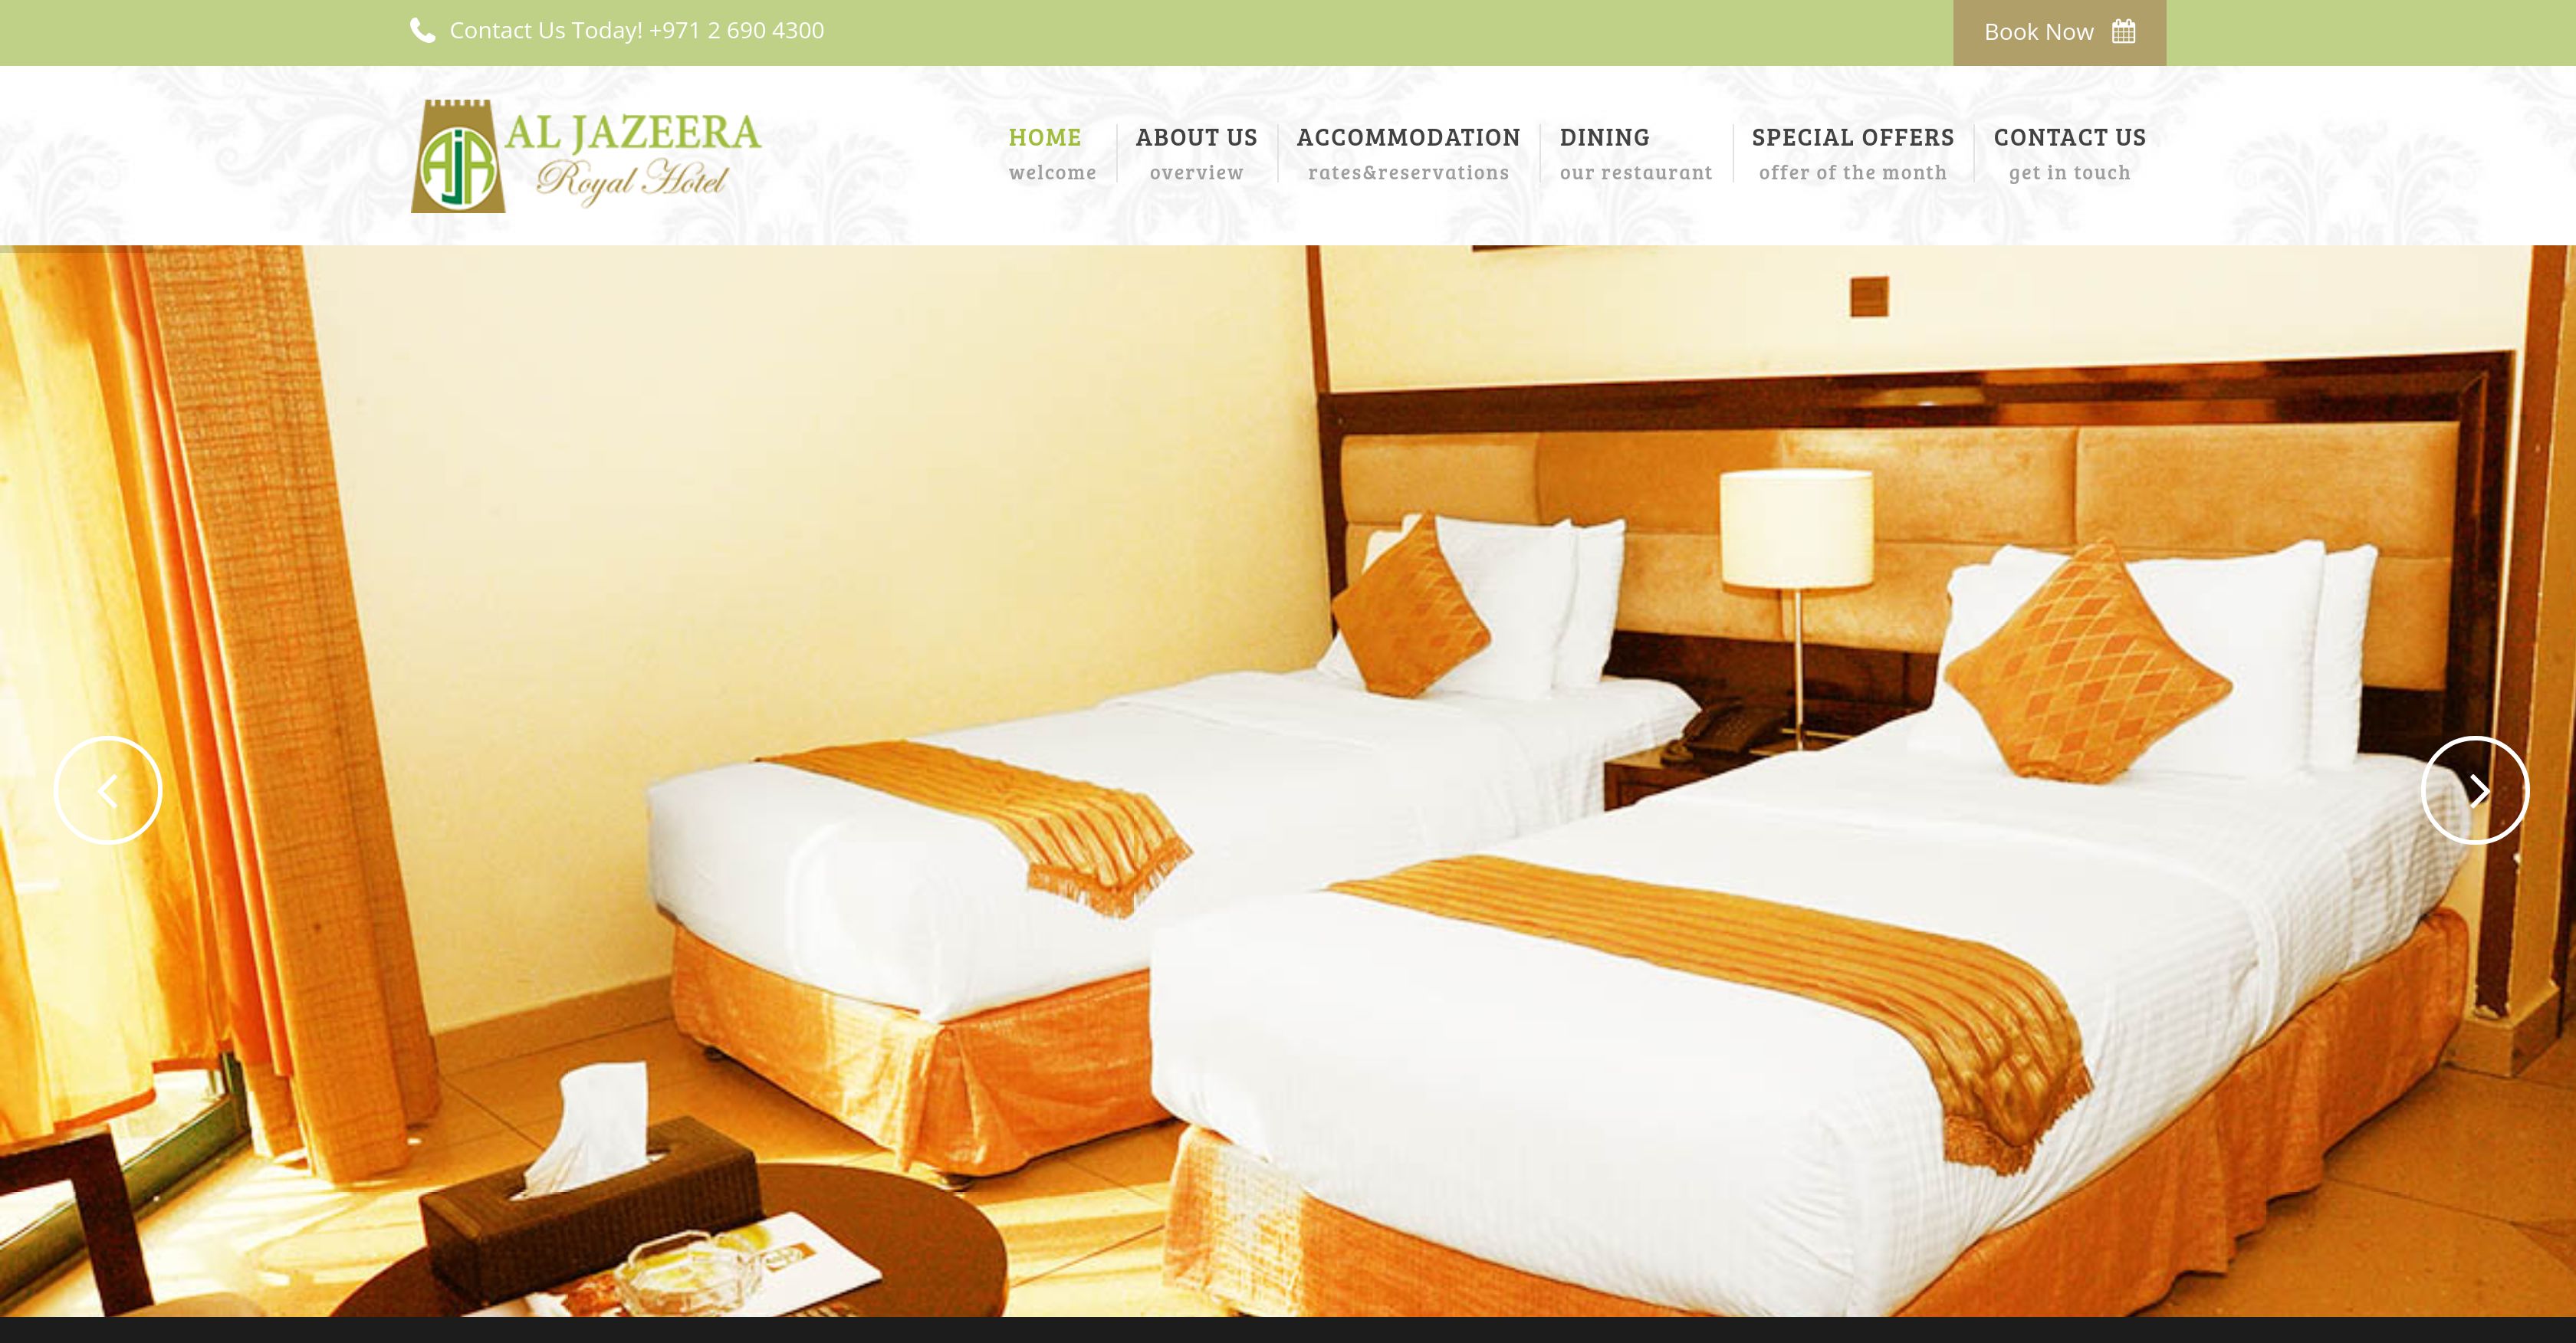 Contact Us Today! +971 2 690 4300
Book Now
AJR
AL JAZEERA
Royal Hotel
HOME
welcome
ABOUT US
overview
ACCOMMODATION
rates&reservations
DINING
our restaurant
SPECIAL OFFERS
offer of the month
CONTACT US
get in touch